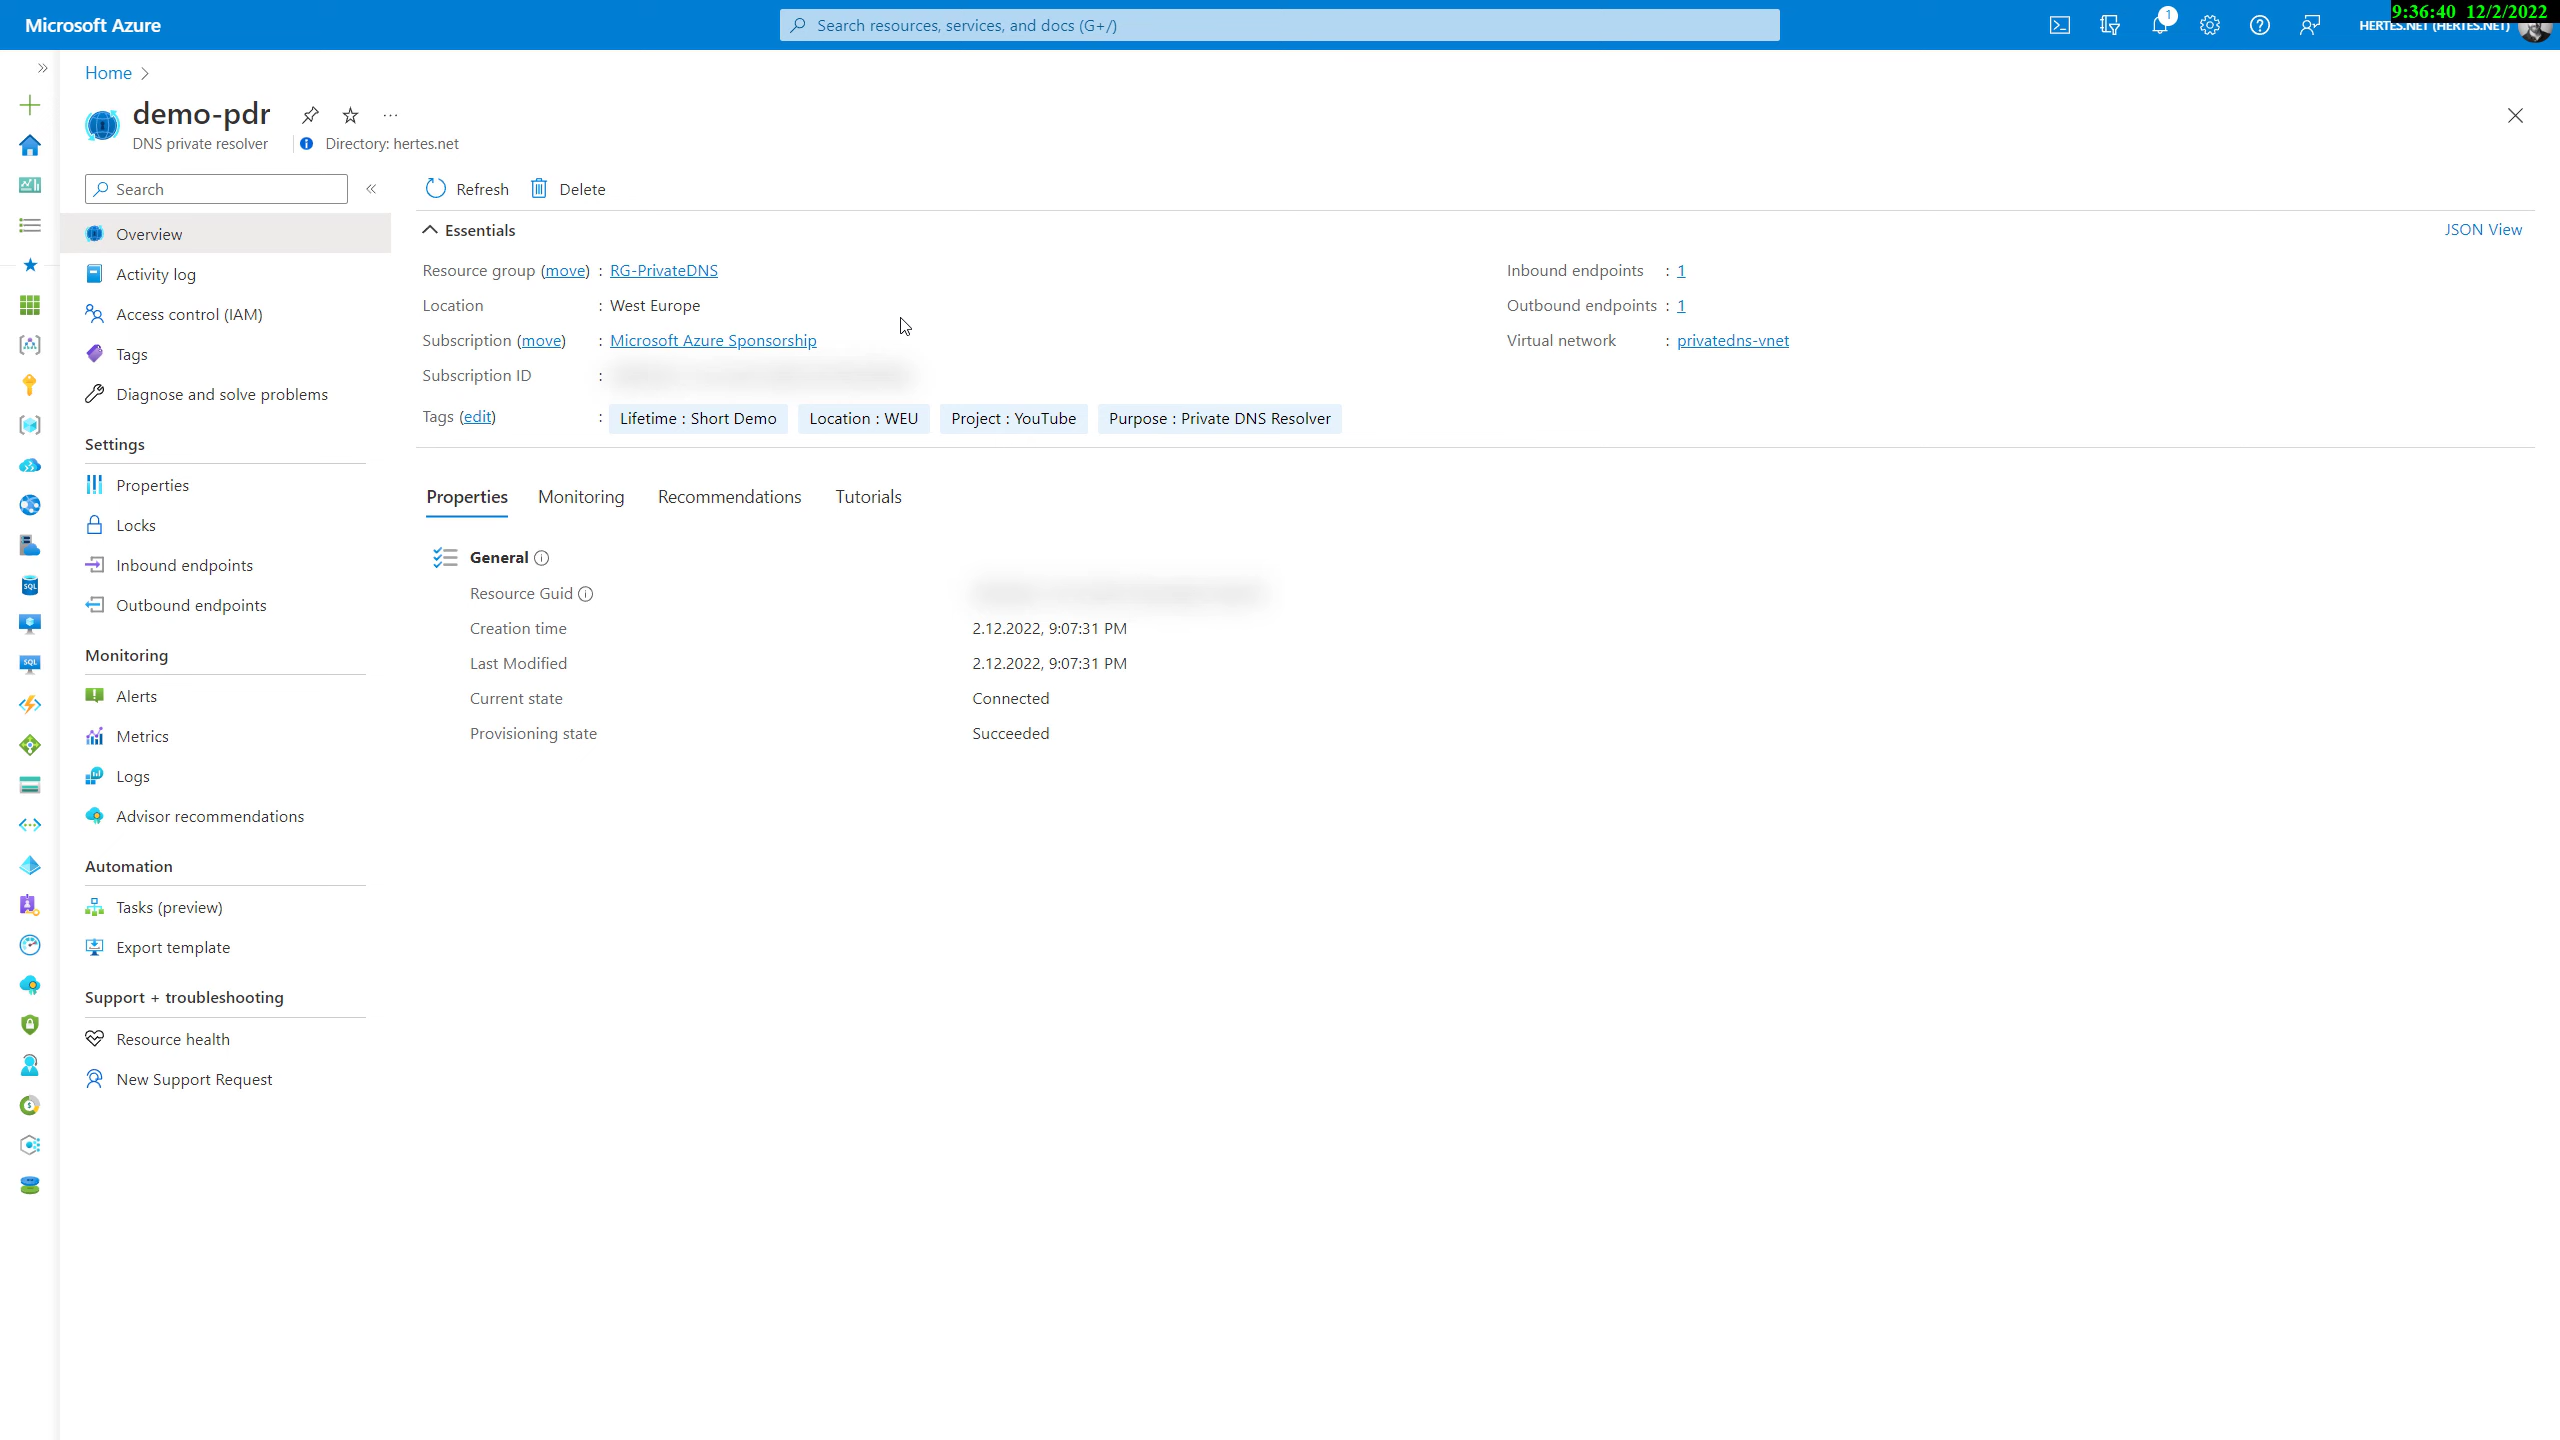 Microsoft Azure
Search resources, services, and docs (G+/)
1
9:36:40 12/2/2022
HERTES.NET (HERTES.NET)
Home
demo-pdr
DNS private resolver
Directory: hertes.net
Search
Refresh
Delete
Overview
Activity log
Access control (IAM)
Tags
Diagnose and solve problems
Settings
Properties
Locks
Inbound endpoints
Outbound endpoints
Monitoring
Alerts
Metrics
Logs
Advisor recommendations
Automation
Tasks (preview)
Export template
Support + troubleshooting
Resource health
New Support Request
Essentials
JSON View
Resource group (move) : RG-PrivateDNS
Location : West Europe
Subscription (move) : Microsoft Azure Sponsorship
Subscription ID :
Inbound endpoints : 1
Outbound endpoints : 1
Virtual network : privatedns-vnet
Tags (edit) : Lifetime : Short Demo Location : WEU Project : YouTube Purpose : Private DNS Resolver
Properties Monitoring Recommendations Tutorials
General
Resource Guid
Creation time 2.12.2022, 9:07:31 PM
Last Modified 2.12.2022, 9:07:31 PM
Current state Connected
Provisioning state Succeeded
SQL
SQL